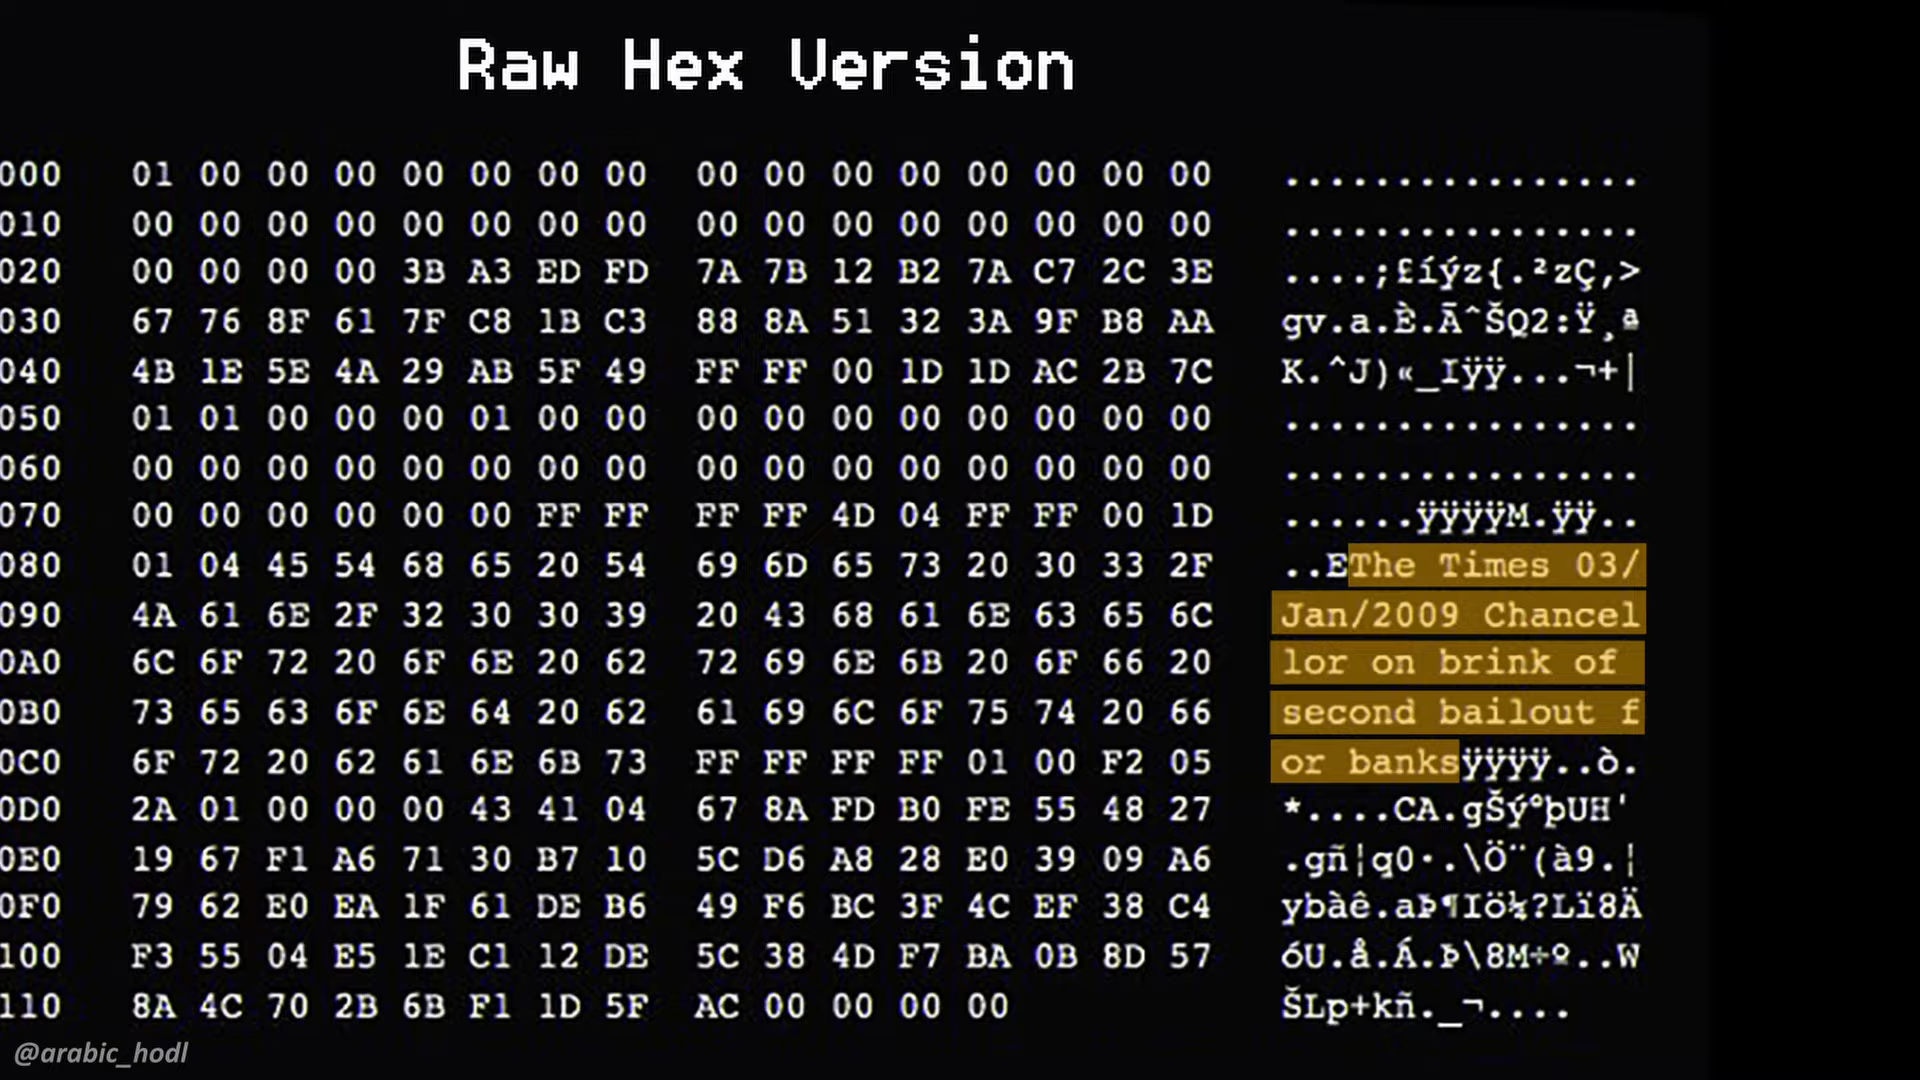 Raw Hex Version
000 01 00 00 00 00 00 00 00 00 00 00 00 00 00 00 00 ................
010 00 00 00 00 00 00 00 00 00 00 00 00 00 00 00 00 ................
020 00 00 00 00 3B A3 ED FD 7A 7B 12 B2 7A C7 2C 3E ....;£íýz{.²zÇ,>
030 67 76 8F 61 7F C8 1B C3 88 8A 51 32 3A 9F B8 AA gv.a.È.ÃˆŠQ2:Ÿ¸ª
040 4B 1E 5E 4A 29 AB 5F 49 FF FF 00 1D 1D AC 2B 7C K.^J)«_Iÿÿ...¬+|
050 01 01 00 00 00 01 00 00 00 00 00 00 00 00 00 00 ................
060 00 00 00 00 00 00 00 00 00 00 00 00 00 00 00 00 ................
070 00 00 00 00 00 00 FF FF FF FF 4D 04 FF FF 00 1D ......ÿÿÿÿM.ÿÿ..
080 01 04 45 54 68 65 20 54 69 6D 65 73 20 30 33 2F ..EThe Times 03/
090 4A 61 6E 2F 32 30 30 39 20 43 68 61 6E 63 65 6C Jan/2009 Chancel
0A0 6C 6F 72 20 6F 6E 20 62 72 69 6E 6B 20 6F 66 20 lor on brink of
0B0 73 65 63 6F 6E 64 20 62 61 69 6C 6F 75 74 20 66 second bailout f
0C0 6F 72 20 62 61 6E 6B 73 FF FF FF FF 01 00 F2 05 or banksÿÿÿÿ..ò.
0D0 2A 01 00 00 00 43 41 04 67 8A FD B0 FE 55 48 27 *....CA.gŠý°þUH'
0E0 19 67 F1 A6 71 30 B7 10 5C D6 A8 28 E0 39 09 A6 .gñ¦q0·.\Ö¨(à9.¦
0F0 79 62 E0 EA 1F 61 DE B6 49 F6 BC 3F 4C EF 38 C4 ybàê.aÞ¶Iö¼?Lï8Ä
100 F3 55 04 E5 1E C1 12 DE 5C 38 4D F7 BA 0B 8D 57 óU.å.Á.Þ\8M÷º..W
110 8A 4C 70 2B 6B F1 1D 5F AC 00 00 00 00 ŠLp+kñ._¬....
@arabic_hodl